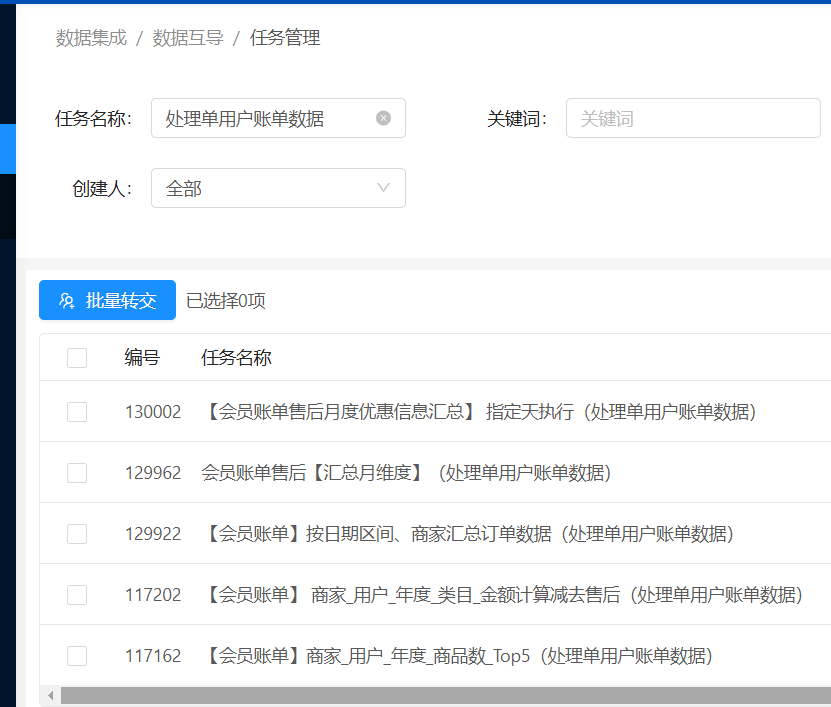 数据集成 / 数据互导 / 任务管理
任务名称: 处理单用户账单数据 关键词: 关键词
创建人: 全部
批量转交 已选择0项
编号 任务名称
130002 【会员账单售后月度优惠信息汇总】 指定天执行（处理单用户账单数据）
129962 会员账单售后【汇总月维度】（处理单用户账单数据）
129922 【会员账单】按日期区间、商家汇总订单数据（处理单用户账单数据）
117202 【会员账单】 商家_用户_年度_类目_金额计算减去售后（处理单用户账单数据）
117162 【会员账单】商家_用户_年度_商品数_Top5（处理单用户账单数据）